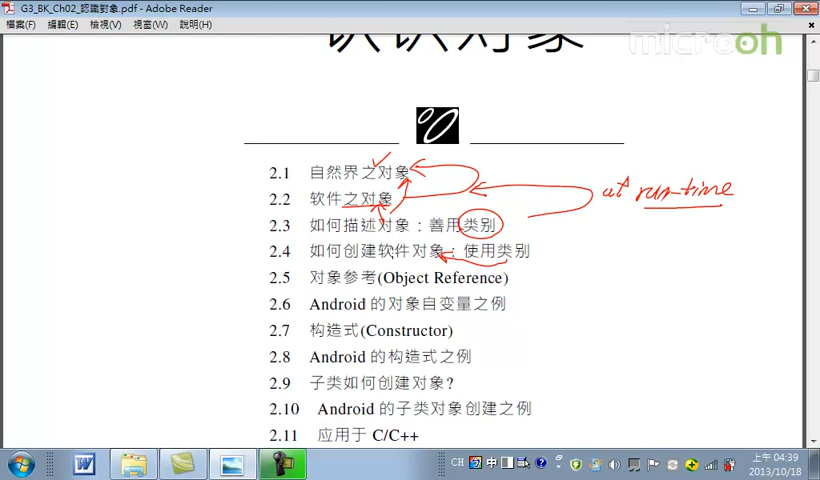 G3_BK_Ch02_認識對象.pdf - Adobe Reader
檔案(F) 編輯(E) 檢視(V) 視窗(W) 說明(H)
认识对象
microoh
2.1 自然界之对象
2.2 软件之对象
at run-time
2.3 如何描述对象：善用类别
2.4 如何创建软件对象：使用类别
2.5 对象参考(Object Reference)
2.6 Android 的对象自变量之例
2.7 构造式(Constructor)
2.8 Android 的构造式之例
2.9 子类如何创建对象?
2.10 Android 的子类对象创建之例
2.11 应用于 C/C++
CH 中
上午 04:39
2013/10/18